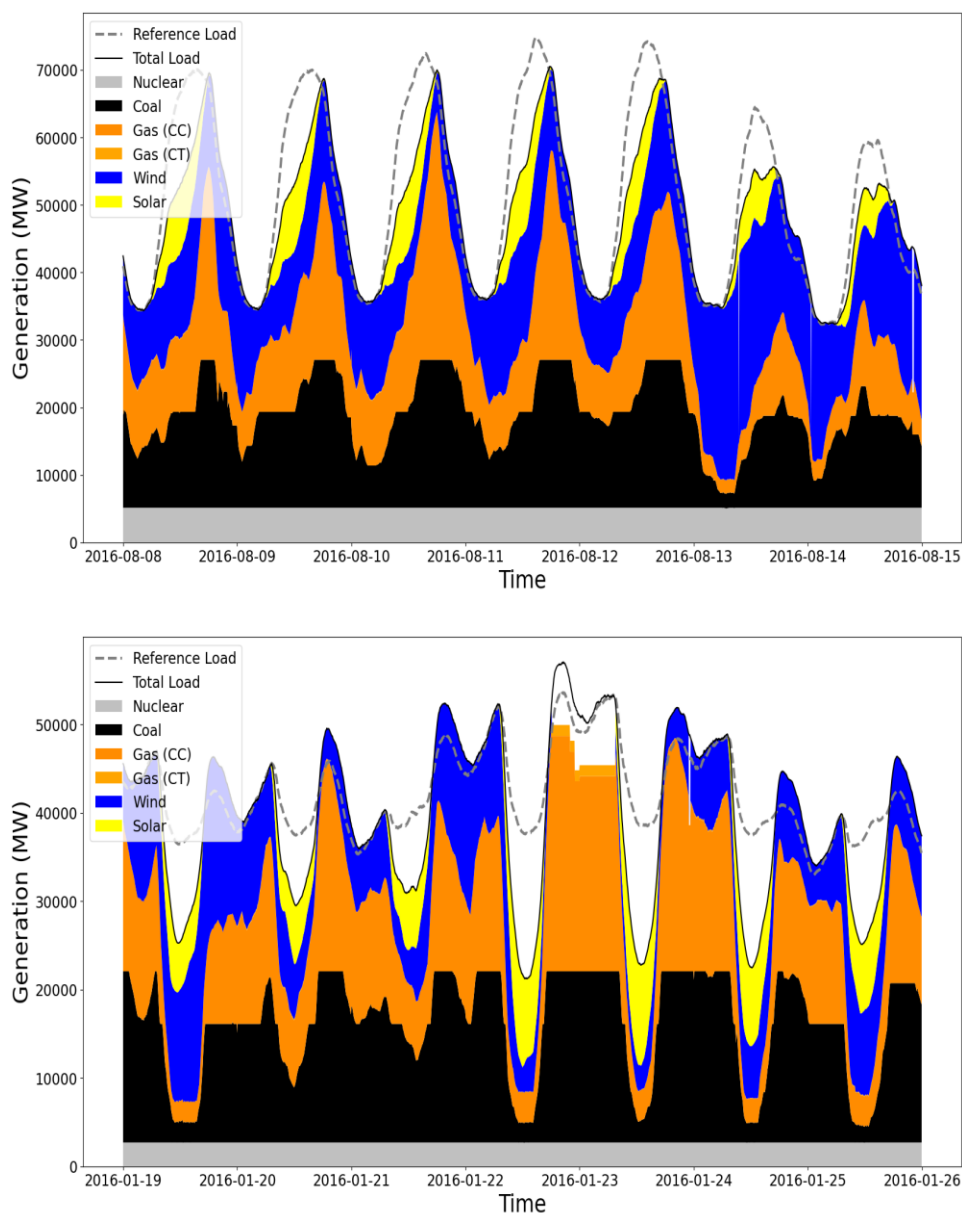 Reference Load
Total Load
Nuclear
Coal
Gas (CC)
Gas (CT)
Wind
Solar
Generation (MW)
70000
60000
50000
40000
30000
20000
10000
0
2016-08-08 2016-08-09 2016-08-10 2016-08-11 2016-08-12 2016-08-13 2016-08-14 2016-08-15
Time
Reference Load
Total Load
Nuclear
Coal
Gas (CC)
Gas (CT)
Wind
Solar
Generation (MW)
50000
40000
30000
20000
10000
0
2016-01-19 2016-01-20 2016-01-21 2016-01-22 2016-01-23 2016-01-24 2016-01-25 2016-01-26
Time